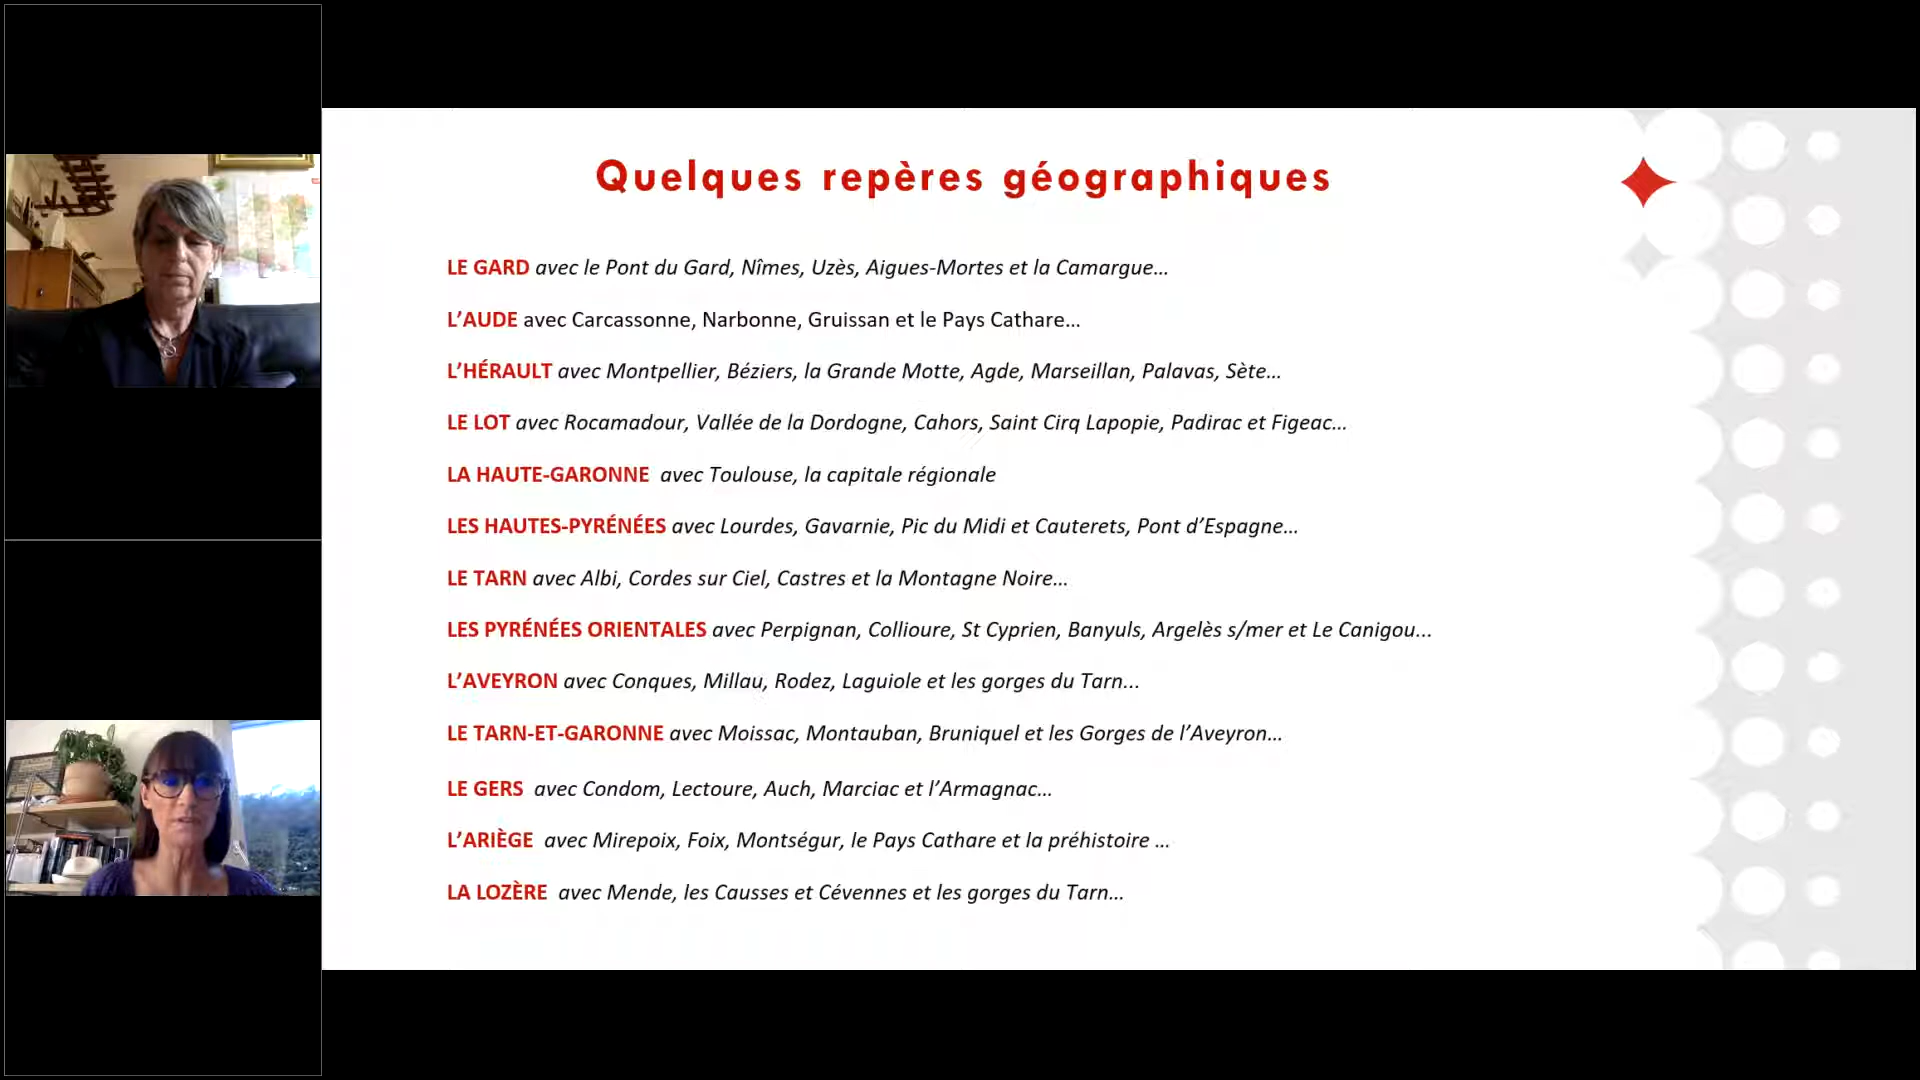 Quelques repères géographiques
LE GARD avec le Pont du Gard, Nîmes, Uzès, Aigues-Mortes et la Camargue…
L’AUDE avec Carcassonne, Narbonne, Gruissan et le Pays Cathare…
L’HÉRAULT avec Montpellier, Béziers, la Grande Motte, Agde, Marseillan, Palavas, Sète…
LE LOT avec Rocamadour, Vallée de la Dordogne, Cahors, Saint Cirq Lapopie, Padirac et Figeac…
LA HAUTE-GARONNE avec Toulouse, la capitale régionale
LES HAUTES-PYRÉNÉES avec Lourdes, Gavarnie, Pic du Midi et Cauterets, Pont d’Espagne…
LE TARN avec Albi, Cordes sur Ciel, Castres et la Montagne Noire…
LES PYRÉNÉES ORIENTALES avec Perpignan, Collioure, St Cyprien, Banyuls, Argelès s/mer et Le Canigou...
L’AVEYRON avec Conques, Millau, Rodez, Laguiole et les gorges du Tarn...
LE TARN-ET-GARONNE avec Moissac, Montauban, Bruniquel et les Gorges de l’Aveyron…
LE GERS avec Condom, Lectoure, Auch, Marciac et l’Armagnac…
L’ARIÈGE avec Mirepoix, Foix, Montségur, le Pays Cathare et la préhistoire …
LA LOZÈRE avec Mende, les Causses et Cévennes et les gorges du Tarn…